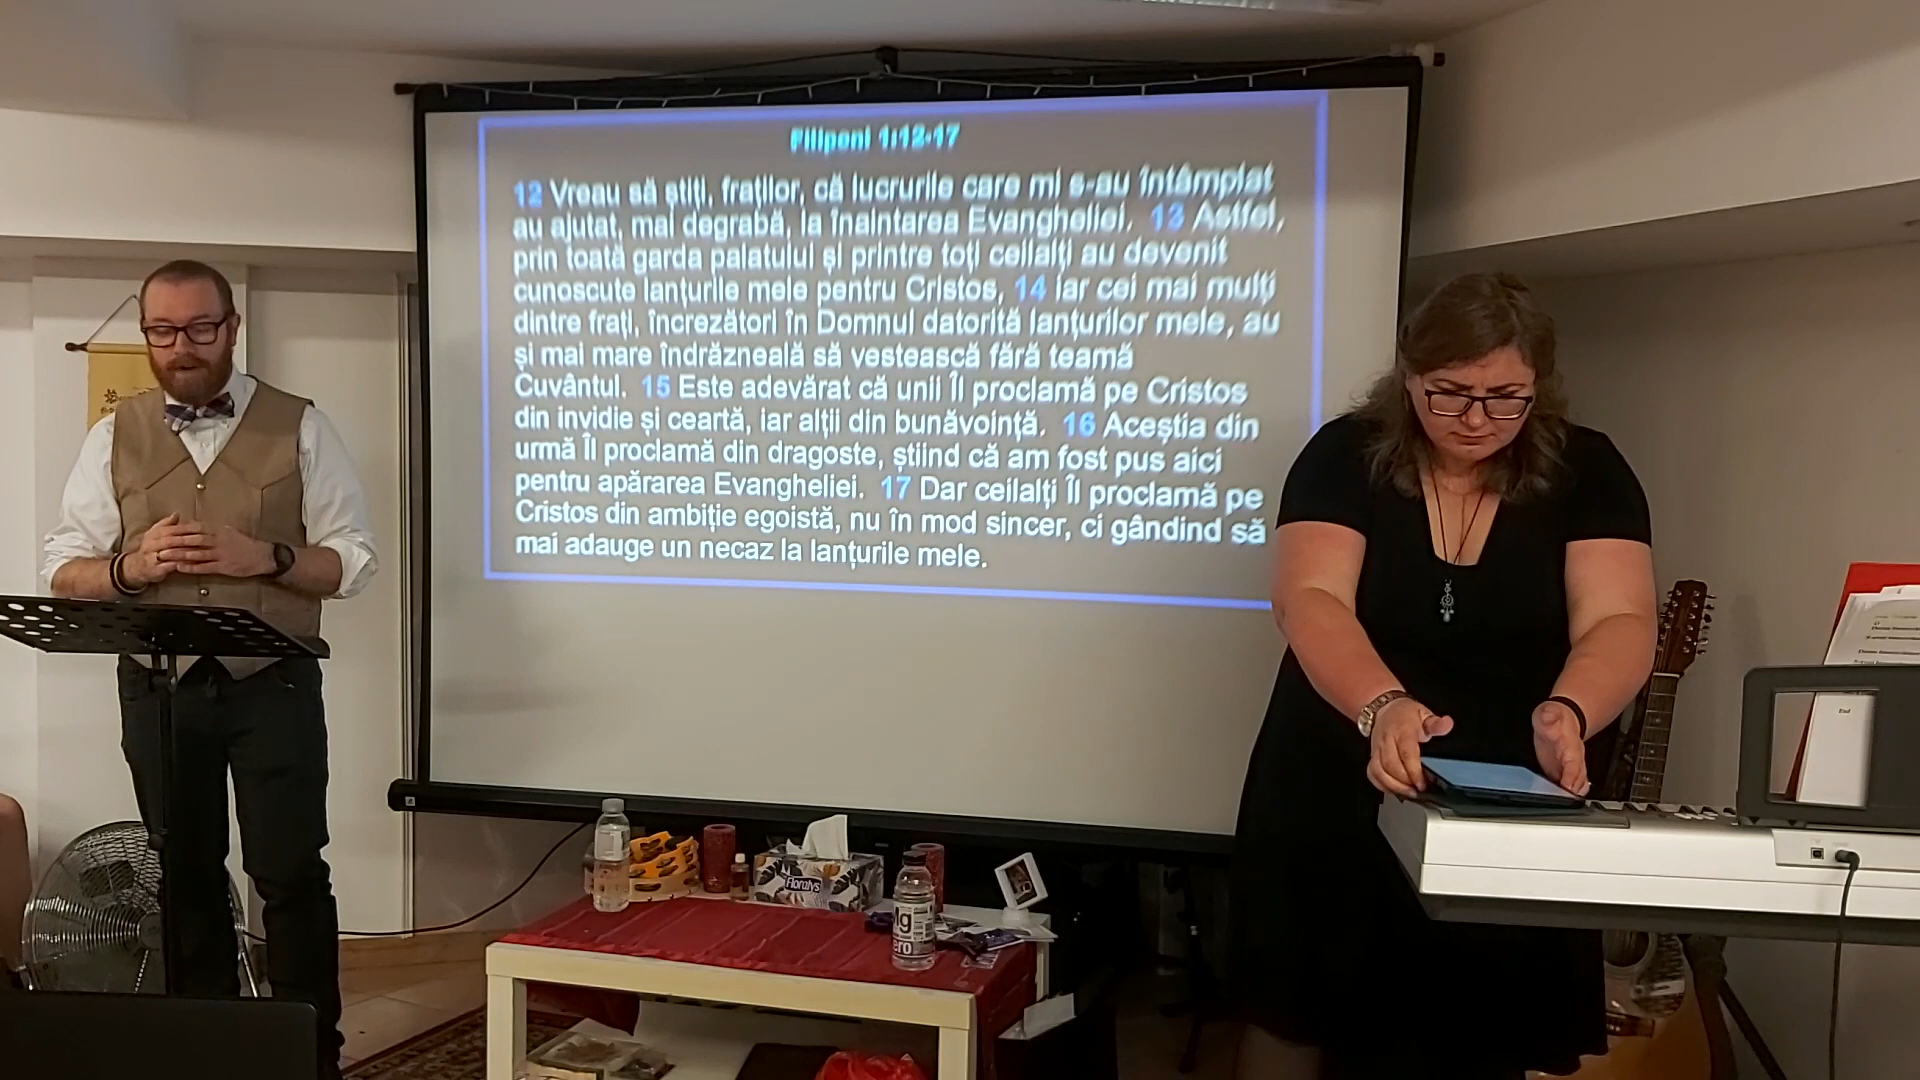 Filipeni 1:12-17
12 Vreau să știți, fraților, că lucrurile care mi s-au întâmplat
au ajutat, mai degrabă, la înaintarea Evangheliei. 13 Astfel,
prin toată garda palatului și printre toți ceilalți au devenit
cunoscute lanțurile mele pentru Cristos, 14 iar cei mai mulți
dintre frați, încrezători în Domnul datorită lanțurilor mele, au
și mai mare îndrăzneală să vestească fără teamă
Cuvântul. 15 Este adevărat că unii Îl proclamă pe Cristos
din invidie și ceartă, iar alții din bunăvoință. 16 Aceștia din
urmă Îl proclamă din dragoste, știind că am fost pus aici
pentru apărarea Evangheliei. 17 Dar ceilalți Îl proclamă pe
Cristos din ambiție egoistă, nu în mod sincer, ci gândind să
mai adauge un necaz la lanțurile mele.
Floralys